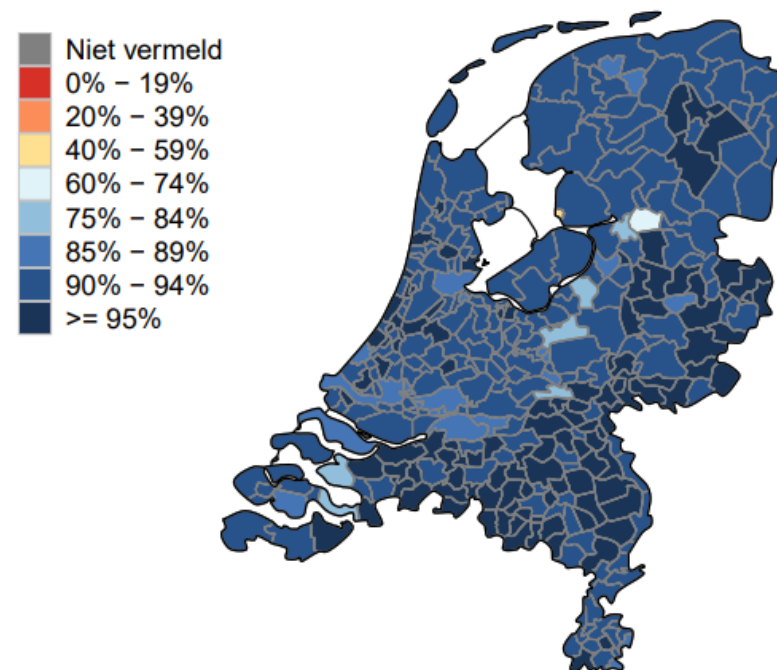 Niet vermeld
0% − 19%
20% − 39%
40% − 59%
60% − 74%
75% − 84%
85% − 89%
90% − 94%
>= 95%